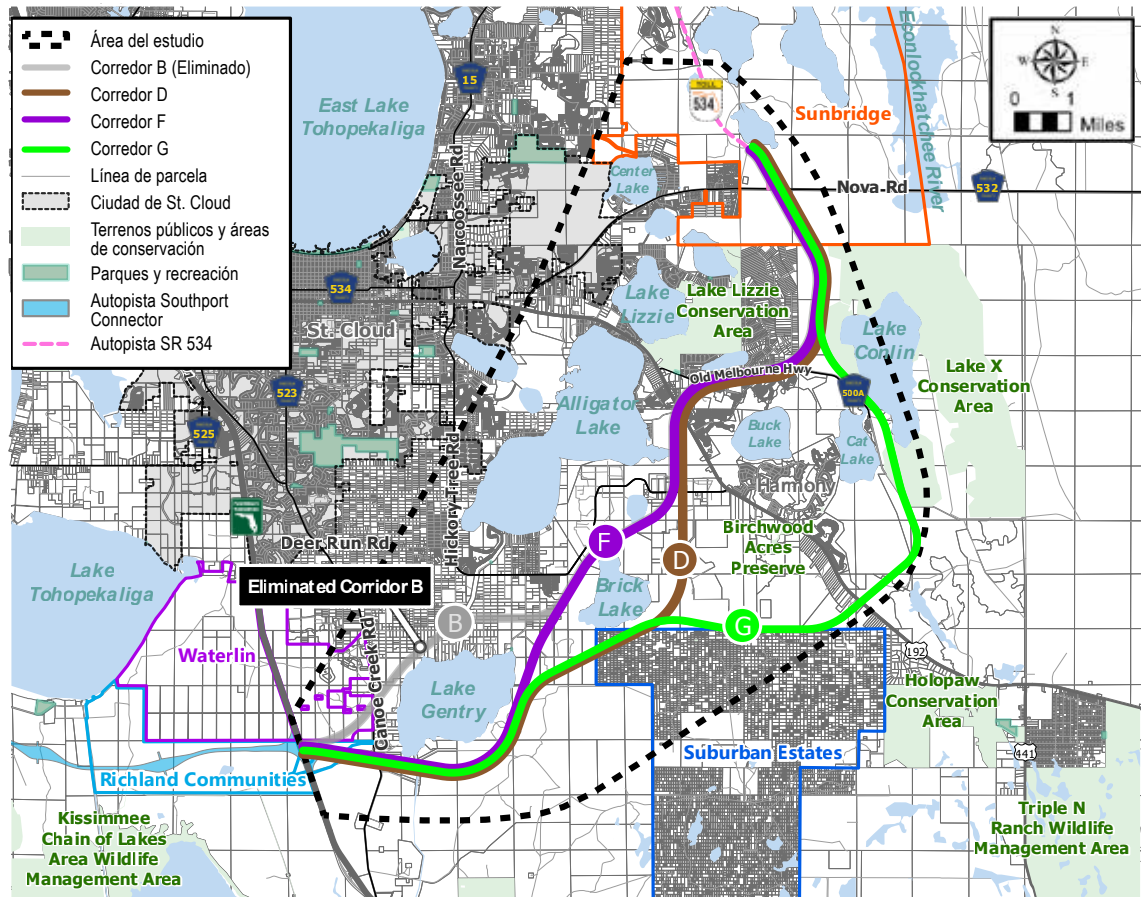 Área del estudio
Corredor B (Eliminado)
Corredor D
Corredor F
Corredor G
Línea de parcela
Ciudad de St. Cloud
Terrenos públicos y áreas
de conservación
Parques y recreación
Autopista Southport
Connector
Autopista SR 534
N
W
E
S
0 1
Miles
East Lake
Tohopekaliga
15
Narcoossee Rd
TOLL
534
Sunbridge
Econlockhatchee River
Center
Lake
Nova Rd
532
534
St. Cloud
Lake
Lizzie
Lake Lizzie
Conservation
Area
Lake
Conlin
Lake X
Conservation
Area
Old Melbourne Hwy
500A
523
525
Alligator
Lake
Buck
Lake
Cat
Lake
Hickory Tree Rd
Harmony
Deer Run Rd
F
D
Birchwood
Acres
Preserve
Lake
Tohopekaliga
Eliminated Corridor B
Brick
Lake
B
G
Waterlin
Canoe Creek Rd
Lake
Gentry
192
Holopaw
Conservation
Area
441
Suburban Estates
Richland Communities
Kissimmee
Chain of Lakes
Area Wildlife
Management Area
Triple N
Ranch Wildlife
Management Area